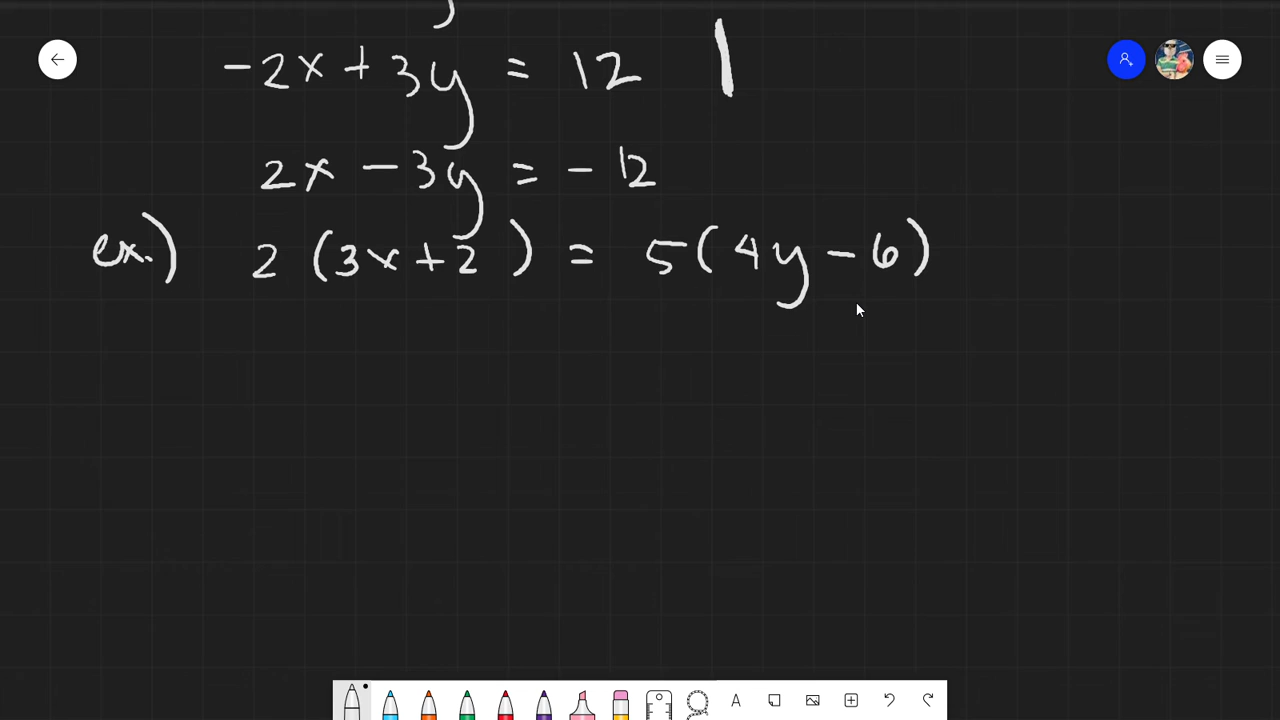 -2x + 3y = 12
2x - 3y = -12
ex.) 2 (3x + 2) = 5(4y - 6)
A